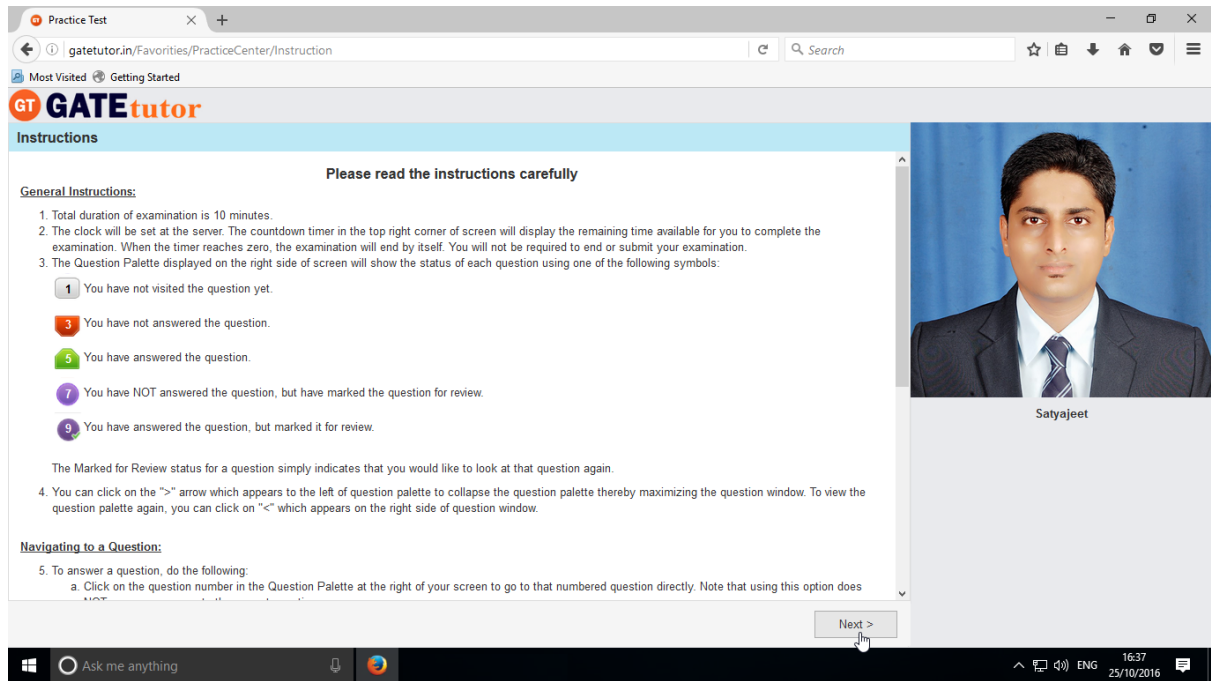 GT Practice Test
gatetutor.in/Favorities/PracticeCenter/Instruction
Search
Most Visited Getting Started
GT GATEtutor
Instructions
Please read the instructions carefully
General Instructions:
1. Total duration of examination is 10 minutes.
2. The clock will be set at the server. The countdown timer in the top right corner of screen will display the remaining time available for you to complete the
examination. When the timer reaches zero, the examination will end by itself. You will not be required to end or submit your examination.
3. The Question Palette displayed on the right side of screen will show the status of each question using one of the following symbols:
1 You have not visited the question yet.
3 You have not answered the question.
5 You have answered the question.
7 You have NOT answered the question, but have marked the question for review.
9 You have answered the question, but marked it for review.
The Marked for Review status for a question simply indicates that you would like to look at that question again.
4. You can click on the ">" arrow which appears to the left of question palette to collapse the question palette thereby maximizing the question window. To view the
question palette again, you can click on "<" which appears on the right side of question window.
Navigating to a Question:
5. To answer a question, do the following:
a. Click on the question number in the Question Palette at the right of your screen to go to that numbered question directly. Note that using this option does
Satyajeet
Next >
Ask me anything
ENG
16:37
25/10/2016